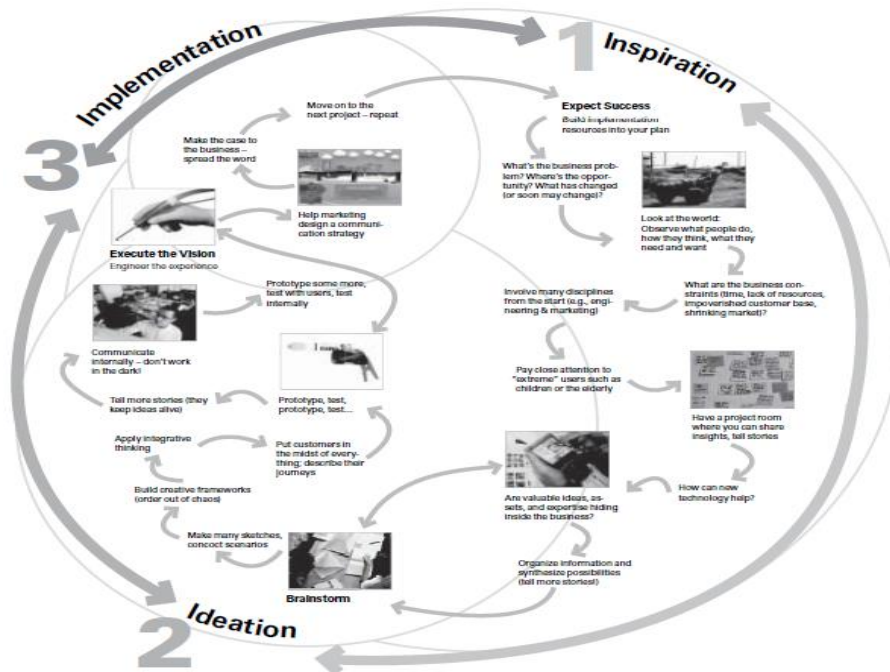 1
Inspiration
Expect Success
Build implementation
resources into your plan
What's the business prob-
lem? Where's the oppor-
tunity? What has changed
(or soon may change)?
Look at the world:
Observe what people do,
how they think, what they
need and want
What are the business con-
straints (time, lack of resources,
impoverished customer base,
shrinking market)?
Involve many disciplines
from the start (e.g., engi-
neering & marketing)
Pay close attention to
"extreme" users such as
children or the elderly
Have a project room
where you can share
insights, tell stories
How can new
technology help?
Are valuable ideas, as-
sets, and expertise hiding
inside the business?
Organize information and
synthesize possibilities
(tell more stories!)
2
Ideation
Brainstorm
Make many sketches,
concoct scenarios
Build creative frameworks
(order out of chaos)
Apply integrative
thinking
Put customers in
the midst of every-
thing; describe their
journeys
Prototype, test,
prototype, test....
Tell more stories (they
keep ideas alive)
Communicate
internally – don't work
in the dark!
Prototype some more,
test with users, test
internally
3
Implementation
Execute the Vision
Engineer the experience
Help marketing
design a communi-
cation strategy
Make the case to
the business –
spread the word
Move on to the
next project – repeat